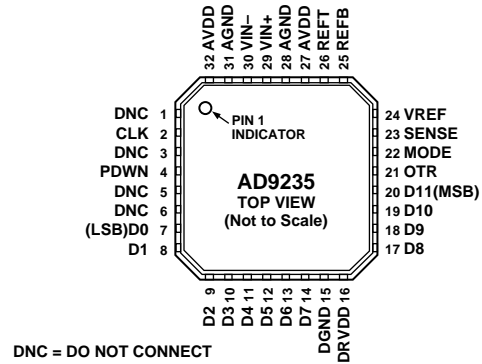 32 AVDD
31 AGND
30 VIN–
29 VIN+
28 AGND
27 AVDD
26 REFT
25 REFB
DNC 1
CLK 2
DNC 3
PDWN 4
DNC 5
DNC 6
(LSB)D0 7
D1 8
PIN 1
INDICATOR
AD9235
TOP VIEW
(Not to Scale)
24 VREF
23 SENSE
22 MODE
21 OTR
20 D11(MSB)
19 D10
18 D9
17 D8
D2 9
D3 10
D4 11
D5 12
D6 13
D7 14
DGND 15
DRVDD 16
DNC = DO NOT CONNECT